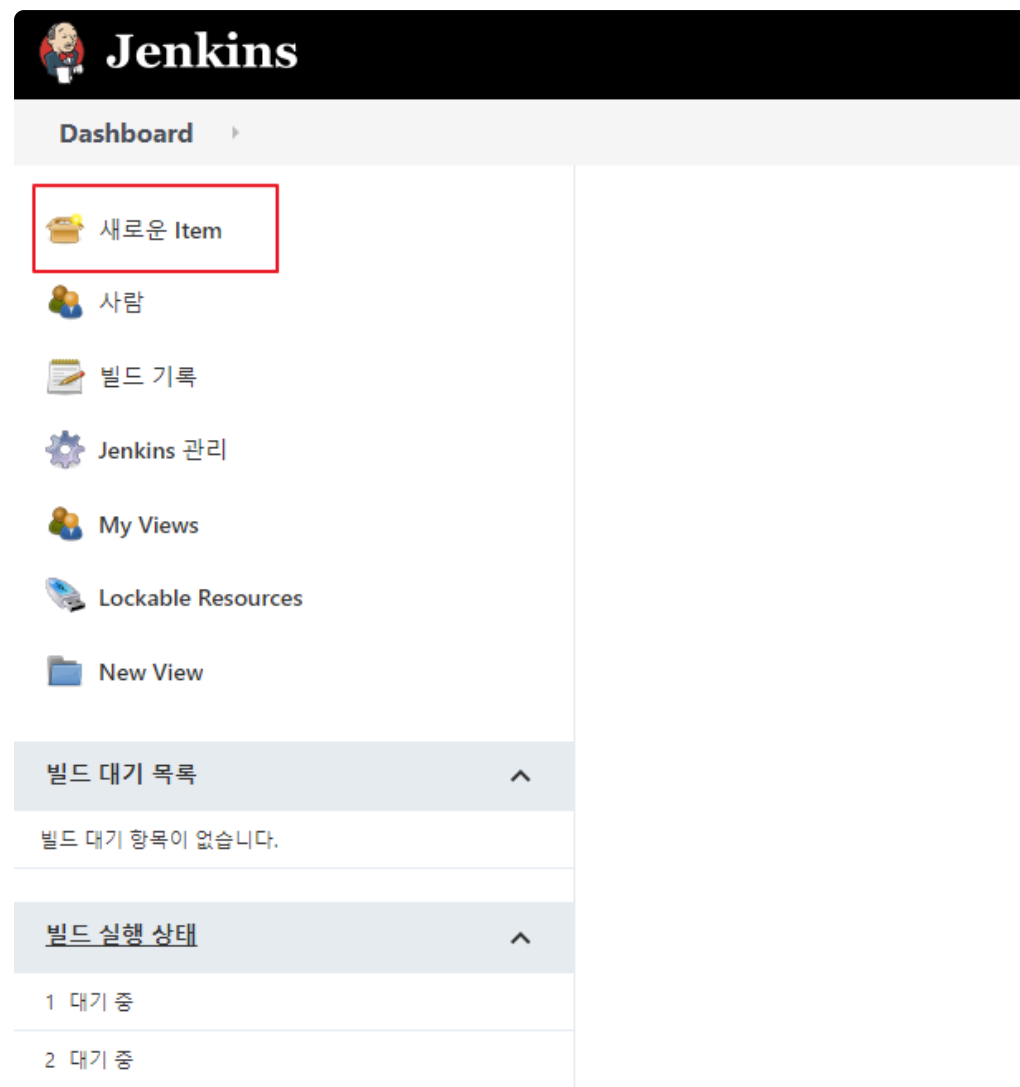 Jenkins
Dashboard
새로운 Item
사람
빌드 기록
Jenkins 관리
My Views
Lockable Resources
New View
빌드 대기 목록
빌드 대기 항목이 없습니다.
빌드 실행 상태
1 대기 중
2 대기 중